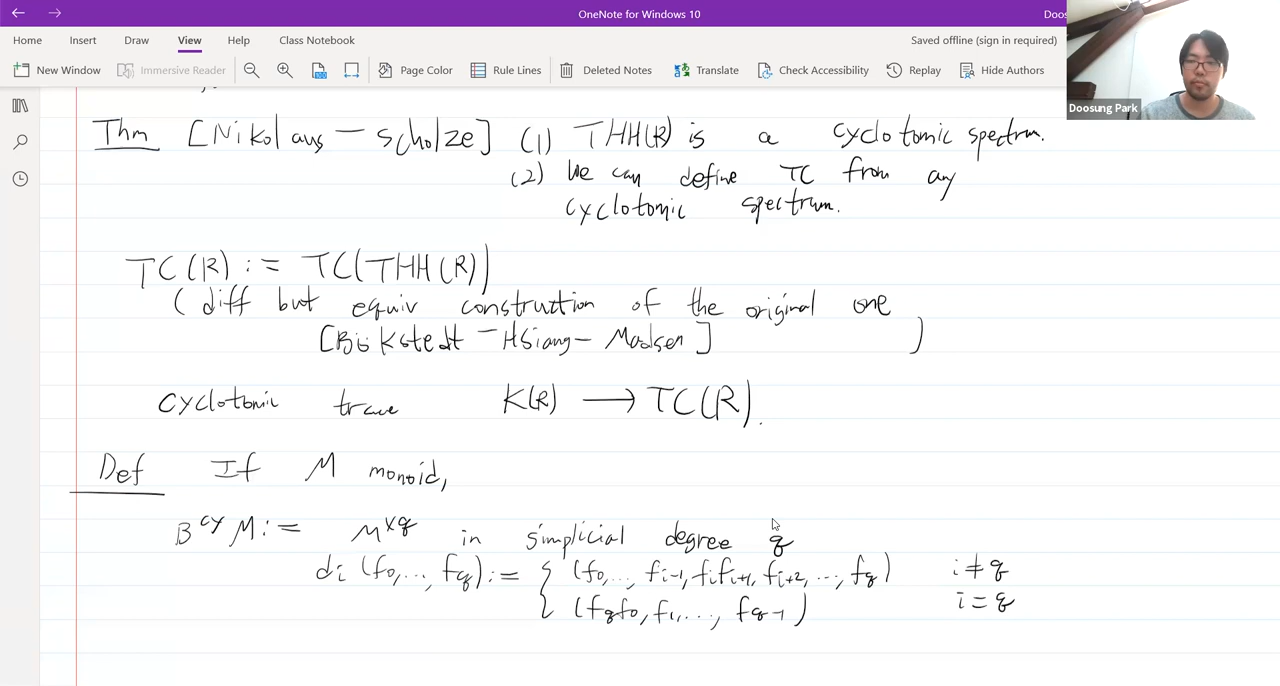 OneNote for Windows 10
Doos
Home Insert Draw View Help Class Notebook
Saved offline (sign in required)
New Window Immersive Reader Page Color Rule Lines Deleted Notes Translate Check Accessibility Replay Hide Authors
Doosung Park
Thm [Nikolaus - Scholze] (1) THH(R) is a cyclotomic spectrum.
(2) We can define TC from any
cyclotomic spectrum.
TC(R) := TC(THH(R))
(diff but equiv construction of the original one
[Bökstedt - Hsiang - Madsen] )
cyclotomic trace K(R) → TC(R).
Def If M monoid,
B^{cy} M := M^{×q} in simplicial degree q
d_i (f_0, ..., f_q) := { (f_0, ..., f_{i-1}, f_i f_{i+1}, f_{i+2}, ..., f_q) i ≠ q
(f_q f_0, f_1, ..., f_{q-1}) i = q